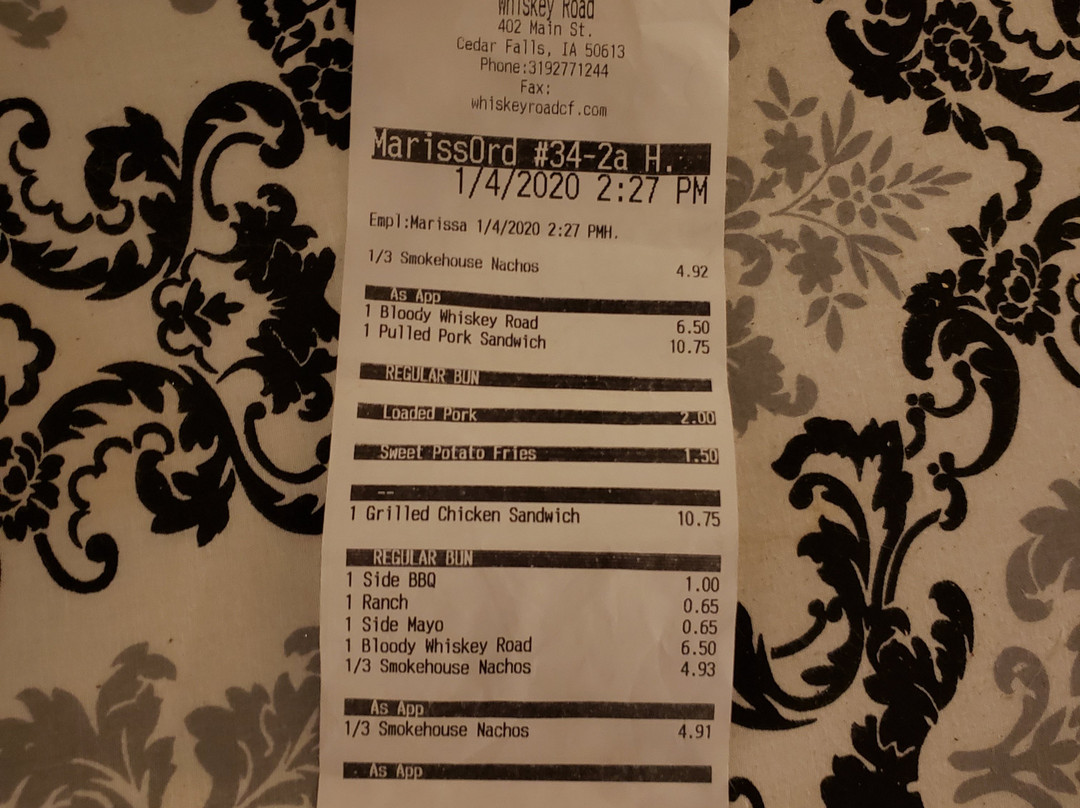 Whiskey Road
402 Main St.
Cedar Falls, IA 50613
Phone:3192771244
Fax:
whiskeyroadcf.com
MarissOrd #34-2a H.
1/4/2020 2:27 PM
Empl:Marissa 1/4/2020 2:27 PMH.
1/3 Smokehouse Nachos 4.92
As App
1 Bloody Whiskey Road 6.50
1 Pulled Pork Sandwich 10.75
REGULAR BUN
Loaded Pork 2.00
Sweet Potato Fries 1.50
--
1 Grilled Chicken Sandwich 10.75
REGULAR BUN
1 Side BBQ 1.00
1 Ranch 0.65
1 Side Mayo 0.65
1 Bloody Whiskey Road 6.50
1/3 Smokehouse Nachos 4.93
As App
1/3 Smokehouse Nachos 4.91
As App